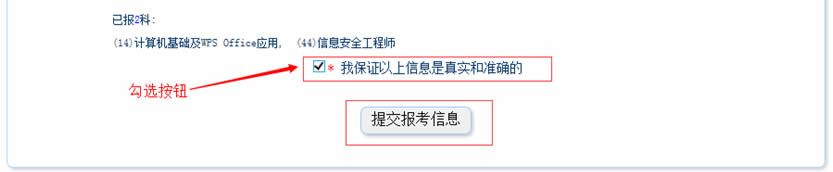 已报2科:
(14)计算机基础及WPS Office应用, (44)信息安全工程师
* 我保证以上信息是真实和准确的
勾选按钮
提交报考信息